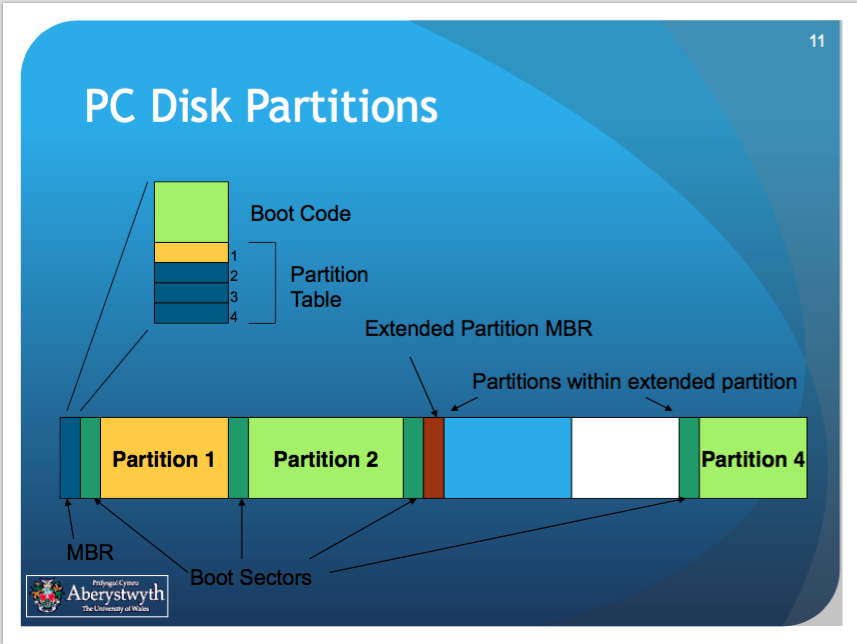 11
PC Disk Partitions
Boot Code
1
2
3
4
Partition
Table
Extended Partition MBR
Partitions within extended partition
Partition 1
Partition 2
Partition 4
MBR
Boot Sectors
Prifysgol Cymru
Aberystwyth
The University of Wales